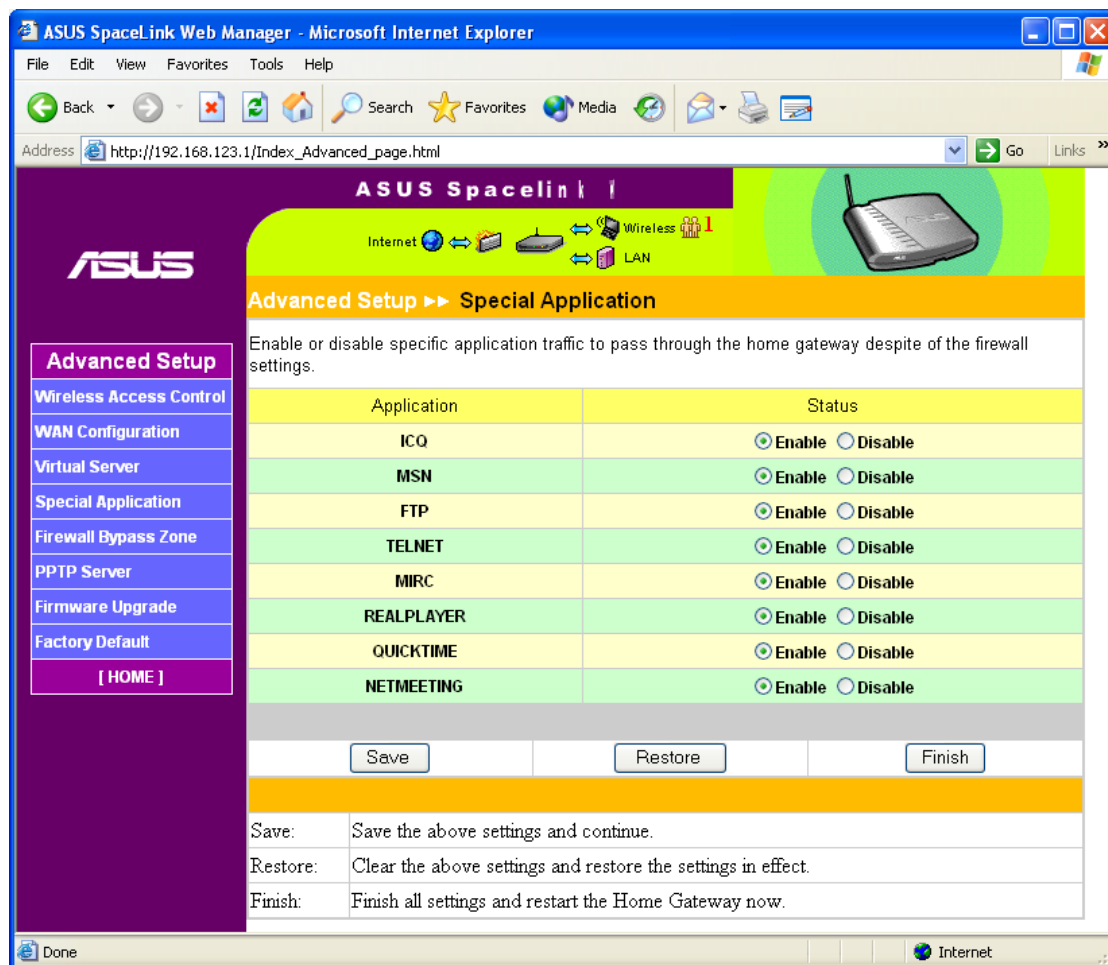 ASUS SpaceLink Web Manager - Microsoft Internet Explorer
File Edit View Favorites Tools Help
Back Search Favorites Media
Address http://192.168.123.1/Index_Advanced_page.html Go Links »
ASUS Spacelink
Internet Wireless 1
LAN
ASUS
Advanced Setup ▸▸ Special Application
Advanced Setup
Wireless Access Control
WAN Configuration
Virtual Server
Special Application
Firewall Bypass Zone
PPTP Server
Firmware Upgrade
Factory Default
[ HOME ]
Enable or disable specific application traffic to pass through the home gateway despite of the firewall
settings.
Application Status
ICQ Enable Disable
MSN Enable Disable
FTP Enable Disable
TELNET Enable Disable
MIRC Enable Disable
REALPLAYER Enable Disable
QUICKTIME Enable Disable
NETMEETING Enable Disable
Save Restore Finish
Save: Save the above settings and continue.
Restore: Clear the above settings and restore the settings in effect.
Finish: Finish all settings and restart the Home Gateway now.
Done Internet